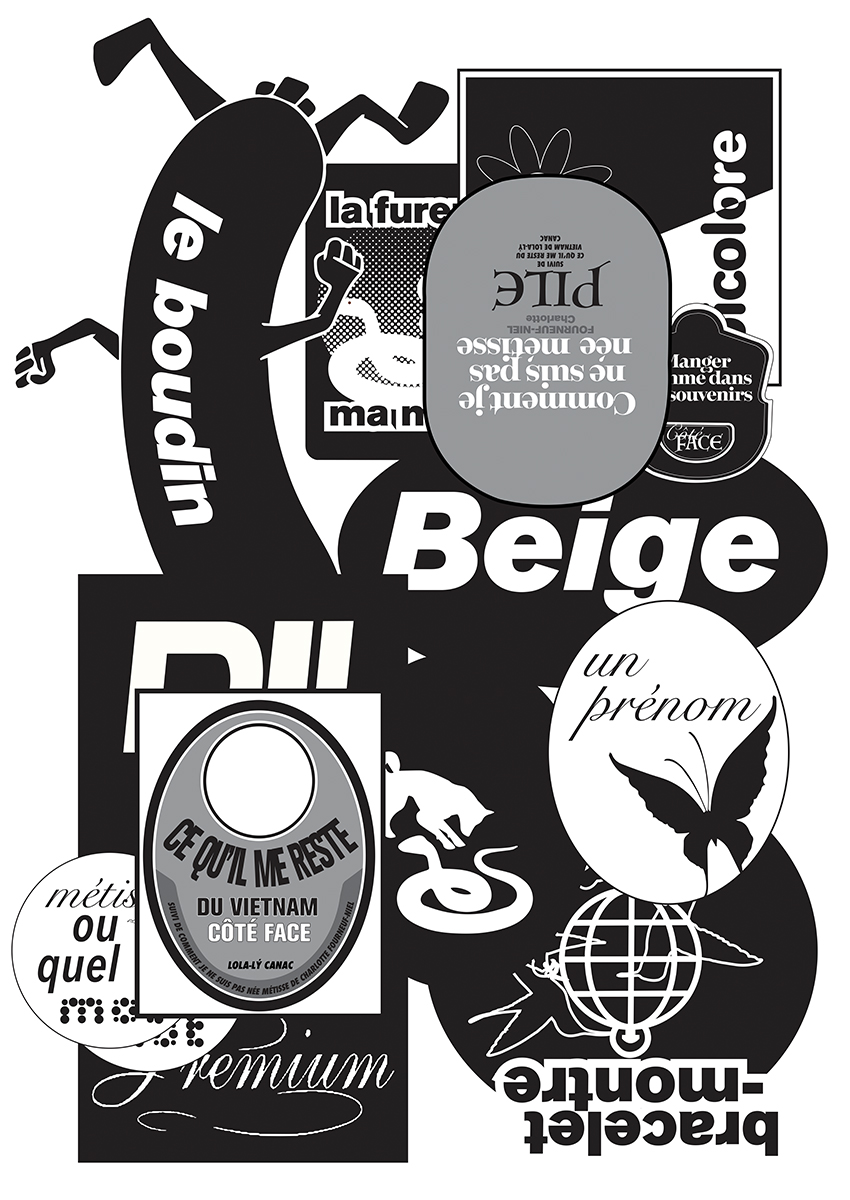 le boudin
la fure
ma m
icolore
Comment je
ne suis pas
née métisse
FOURNEUF-NIEL
Charlotte
PILE
SUIVI DE
CE QU'IL ME RESTE DU
VIETNAM DE LOLA-LÝ
CANAC
Manger
mme dans
souvenirs
Côté
FACE
Beige
un
prénom
CE QU'IL ME RESTE
DU VIETNAM
CÔTÉ FACE
LOLA-LÝ CANAC
SUIVI DE COMMENT JE NE SUIS PAS NÉE MÉTISSE DE CHARLOTTE FOURNEUF-NIEL
métis
ou
quel
Premium
bracelet
-montre